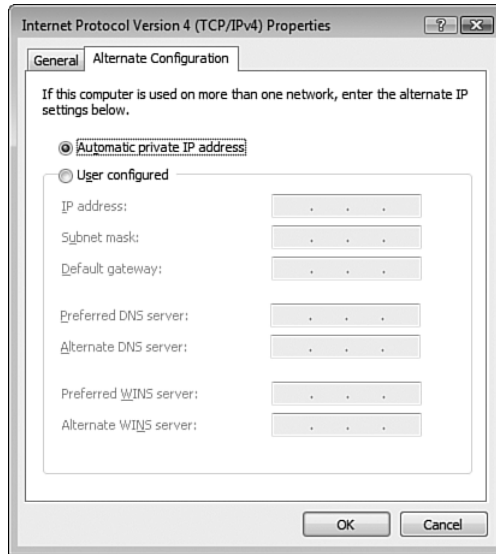 Internet Protocol Version 4 (TCP/IPv4) Properties
General
Alternate Configuration
If this computer is used on more than one network, enter the alternate IP
settings below.
Automatic private IP address
User configured
IP address:
Subnet mask:
Default gateway:
Preferred DNS server:
Alternate DNS server:
Preferred WINS server:
Alternate WINS server:
OK
Cancel